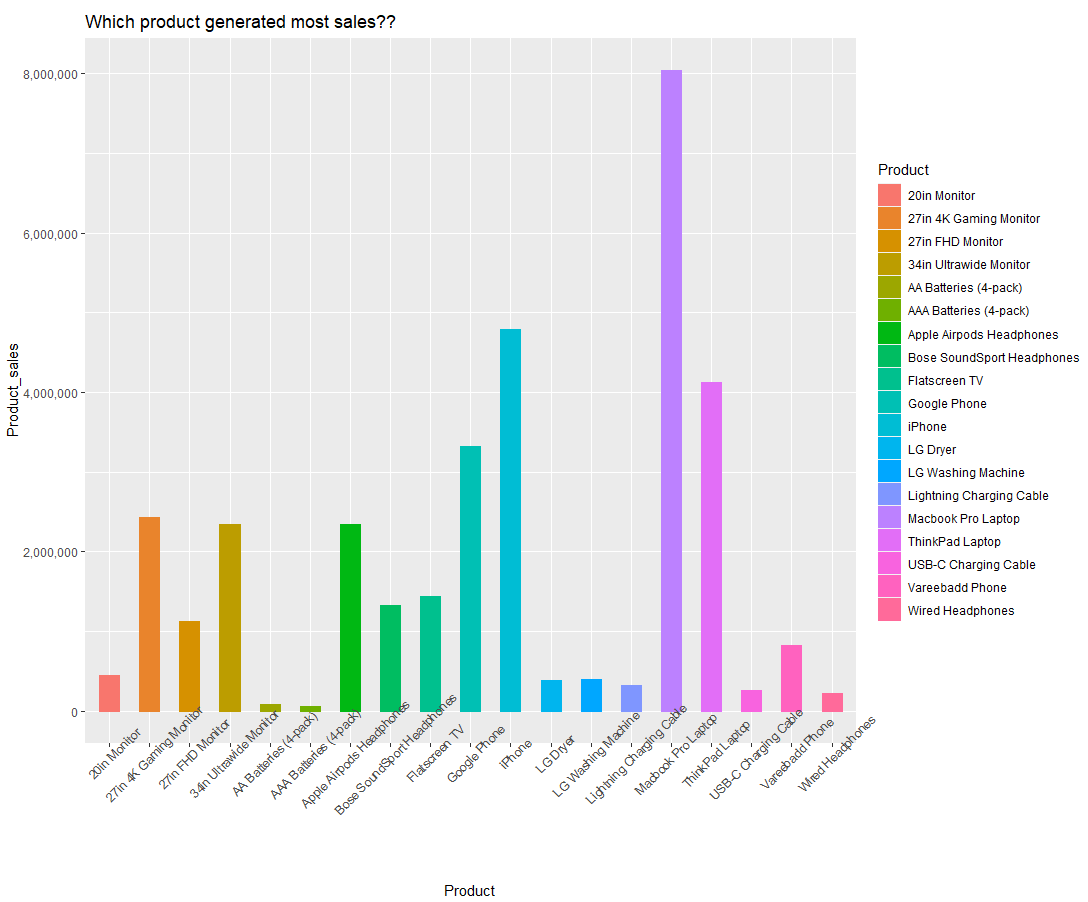 Which product generated most sales??
8,000,000
6,000,000
4,000,000
2,000,000
0
Product_sales
20in Monitor
27in 4K Gaming Monitor
27in FHD Monitor
34in Ultrawide Monitor
AA Batteries (4-pack)
AAA Batteries (4-pack)
Apple Airpods Headphones
Bose SoundSport Headphones
Flatscreen TV
Google Phone
iPhone
LG Dryer
LG Washing Machine
Lightning Charging Cable
Macbook Pro Laptop
ThinkPad Laptop
USB-C Charging Cable
Vareebadd Phone
Wired Headphones
Product
Product
20in Monitor
27in 4K Gaming Monitor
27in FHD Monitor
34in Ultrawide Monitor
AA Batteries (4-pack)
AAA Batteries (4-pack)
Apple Airpods Headphones
Bose SoundSport Headphones
Flatscreen TV
Google Phone
iPhone
LG Dryer
LG Washing Machine
Lightning Charging Cable
Macbook Pro Laptop
ThinkPad Laptop
USB-C Charging Cable
Vareebadd Phone
Wired Headphones